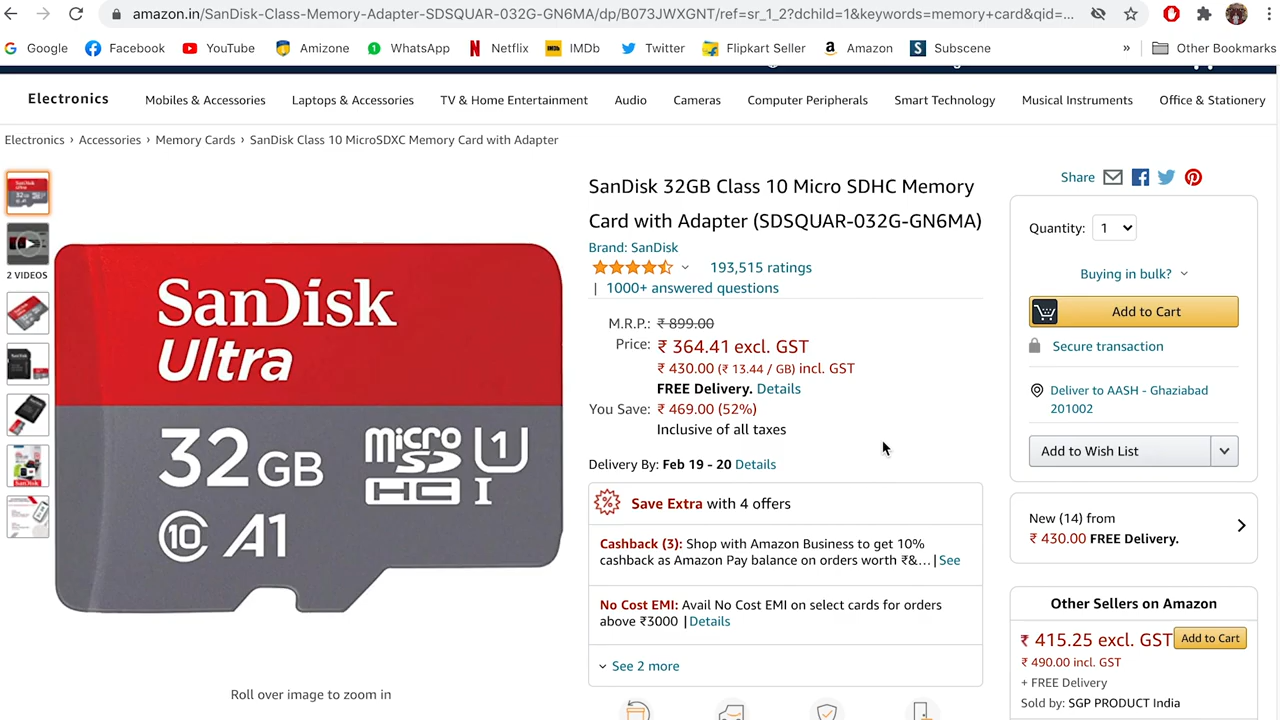 amazon.in/SanDisk-Class-Memory-Adapter-SDSQUAR-032G-GN6MA/dp/B073JWXGNT/ref=sr_1_2?dchild=1&keywords=memory+card&qid=...
Google Facebook YouTube Amizone WhatsApp Netflix IMDb Twitter Flipkart Seller Amazon Subscene » Other Bookmarks
Electronics Mobiles & Accessories Laptops & Accessories TV & Home Entertainment Audio Cameras Computer Peripherals Smart Technology Musical Instruments Office & Stationery
Electronics › Accessories › Memory Cards › SanDisk Class 10 MicroSDXC Memory Card with Adapter
2 VIDEOS
SanDisk
Ultra
32GB micro SD HC I U1
10 A1
Roll over image to zoom in
SanDisk 32GB Class 10 Micro SDHC Memory
Card with Adapter (SDSQUAR-032G-GN6MA)
Brand: SanDisk
193,515 ratings
| 1000+ answered questions
M.R.P.: ₹ 899.00
Price: ₹ 364.41 excl. GST
₹ 430.00 (₹ 13.44 / GB) incl. GST
FREE Delivery. Details
You Save: ₹ 469.00 (52%)
Inclusive of all taxes
Delivery By: Feb 19 - 20 Details
Save Extra with 4 offers
Cashback (3): Shop with Amazon Business to get 10%
cashback as Amazon Pay balance on orders worth ₹&... | See
No Cost EMI: Avail No Cost EMI on select cards for orders
above ₹3000 | Details
See 2 more
Share
Quantity: 1
Buying in bulk?
Add to Cart
Secure transaction
Deliver to AASH - Ghaziabad
201002
Add to Wish List
New (14) from
₹ 430.00 FREE Delivery.
Other Sellers on Amazon
₹ 415.25 excl. GST Add to Cart
₹ 490.00 incl. GST
+ FREE Delivery
Sold by: SGP PRODUCT India